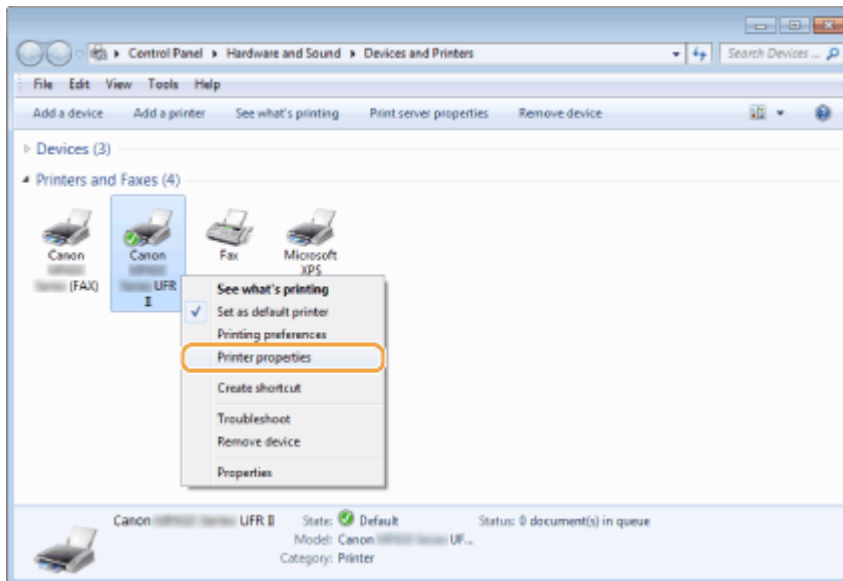 Control Panel Hardware and Sound Devices and Printers Search Devices ...
File Edit View Tools Help
Add a device Add a printer See what's printing Print server properties Remove device
Devices (3)
Printers and Faxes (4)
Canon
(FAX)
Canon
UFR
II
Fax
Microsoft
XPS
See what's printing
Set as default printer
Printing preferences
Printer properties
Create shortcut
Troubleshoot
Remove device
Properties
Canon UFR II State: Default Status: 0 document(s) in queue
Model: Canon UF...
Category: Printer